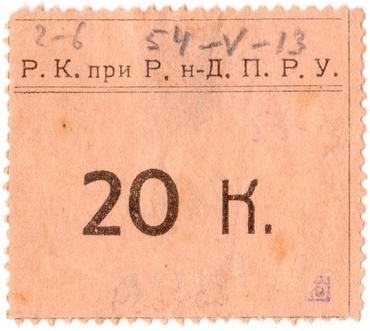 2-6 54-V-13
Р. К. при Р. н-Д. П. Р. У.
20 К.